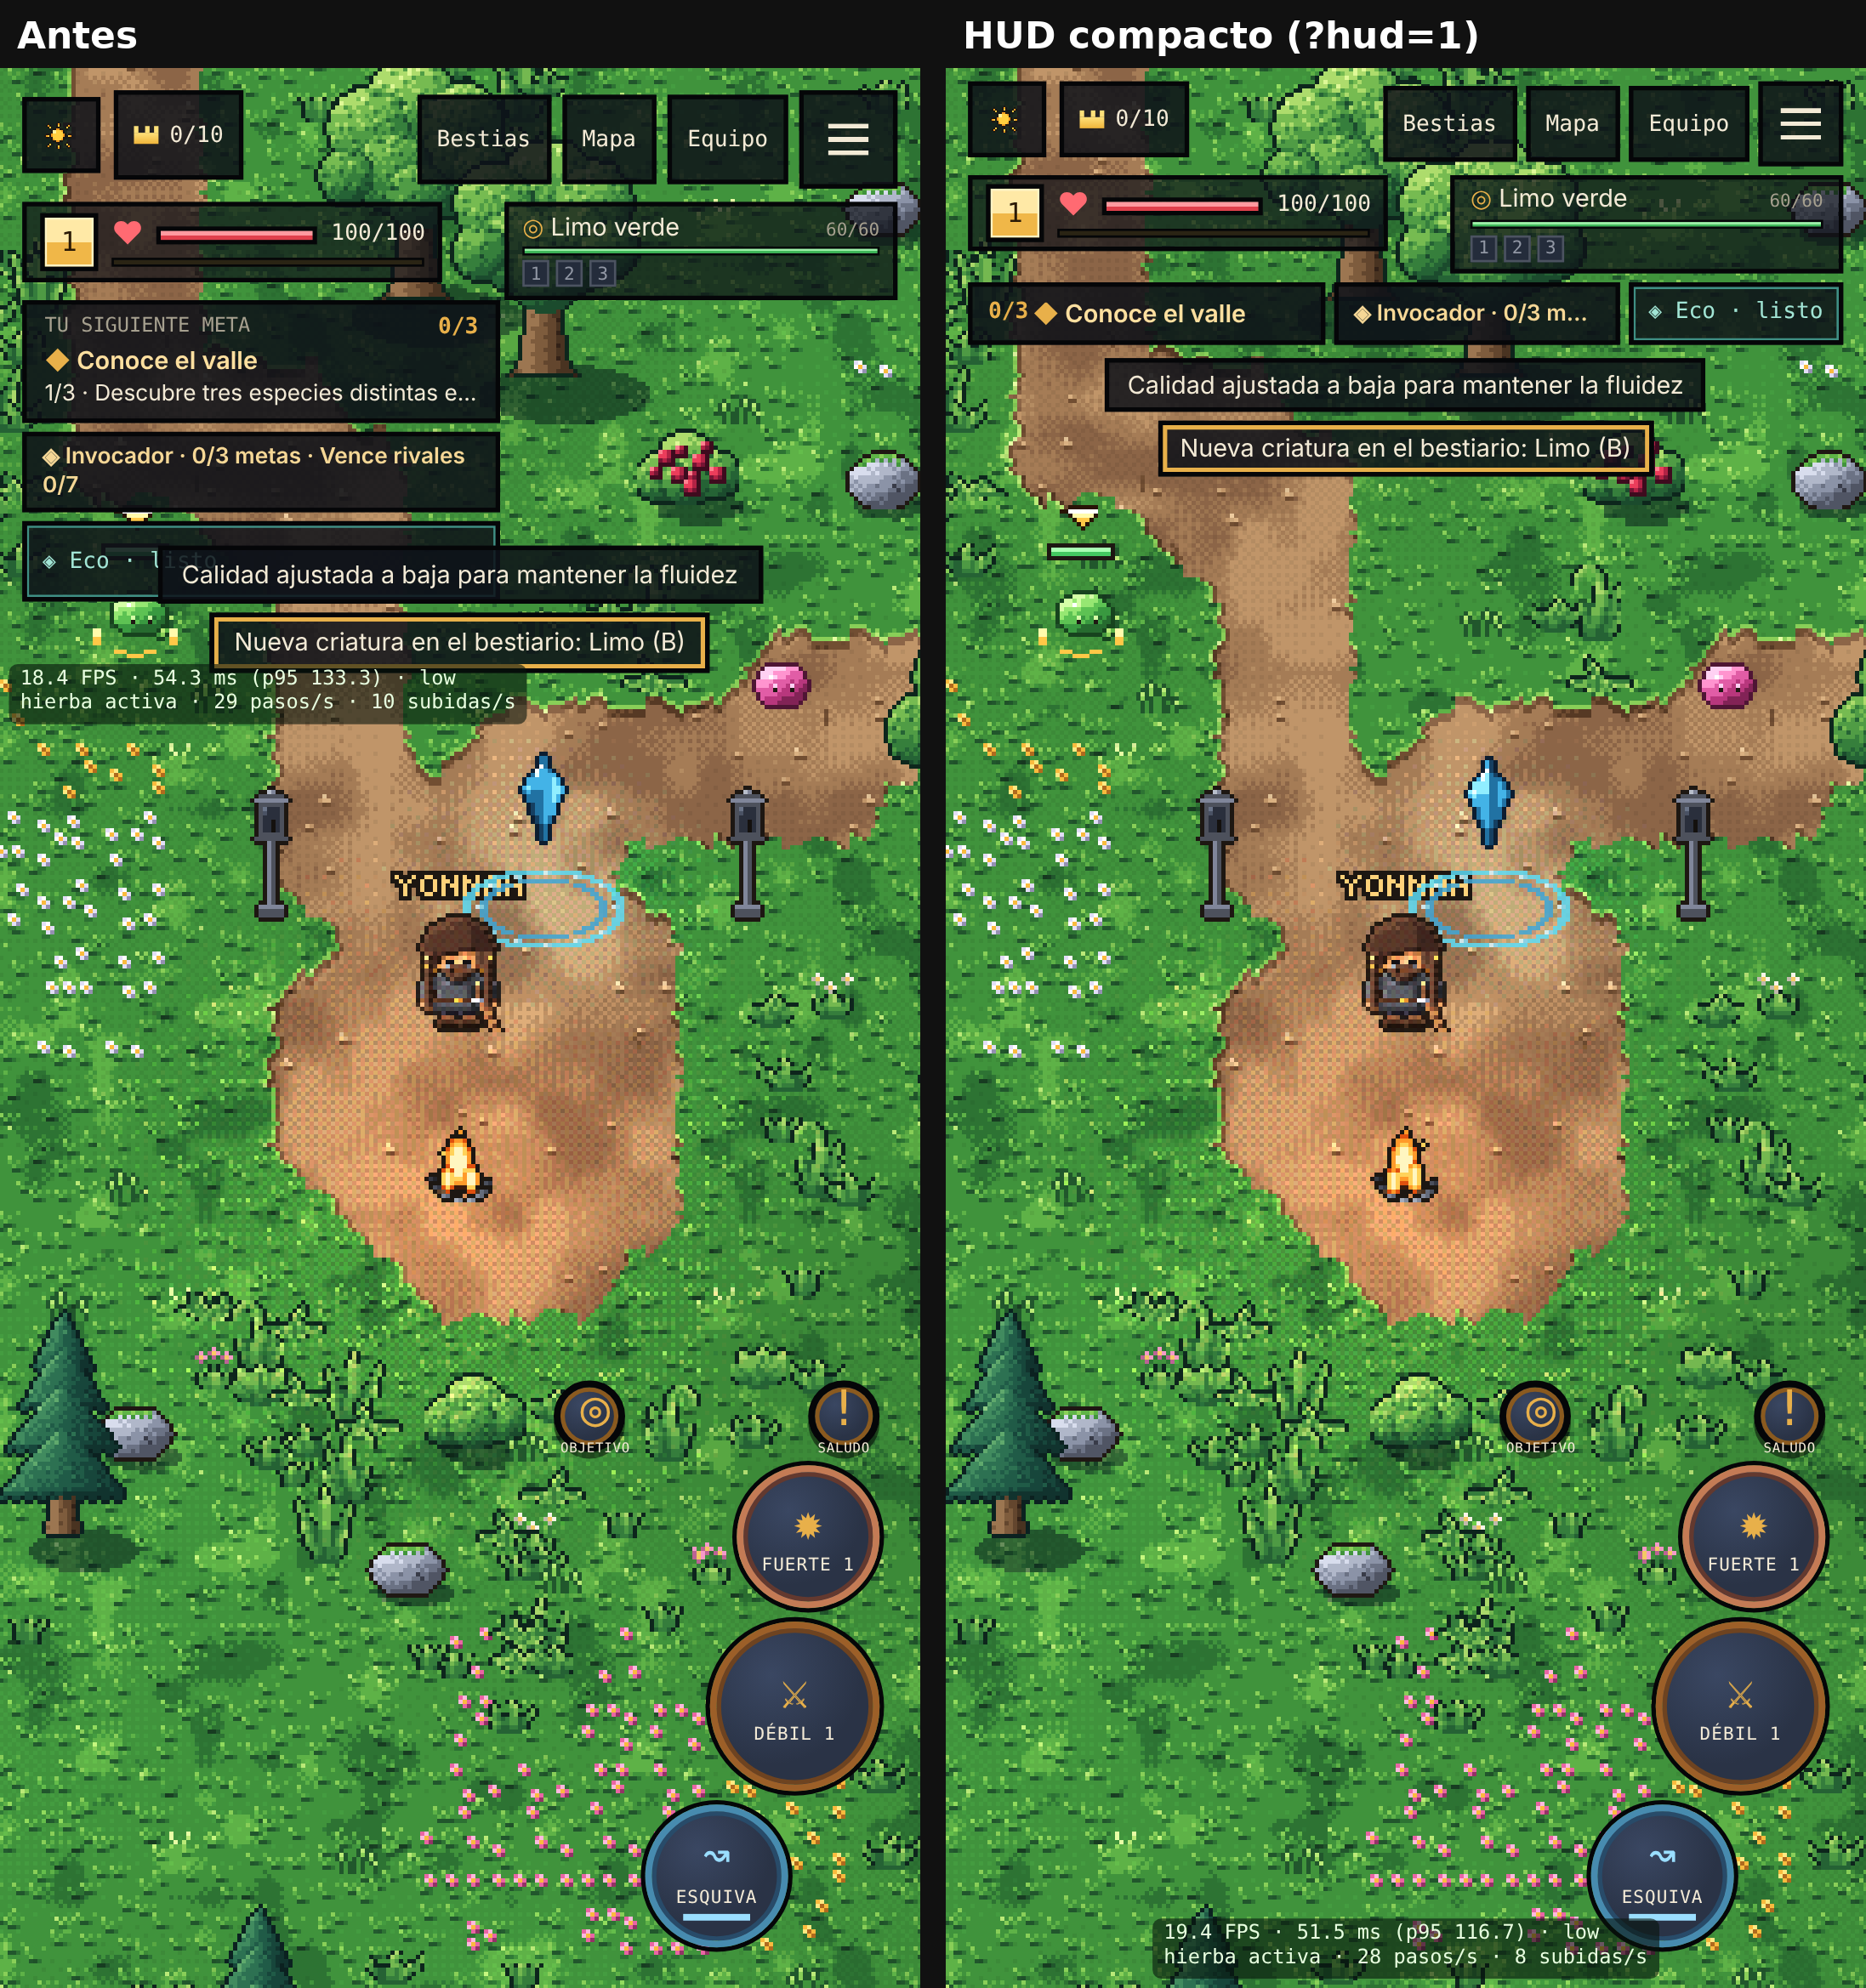 Antes
0/10
Bestias
Mapa
Equipo
1
100/100
Limo verde
60/60
1 2 3
TU SIGUIENTE META
0/3
Conoce el valle
1/3 · Descubre tres especies distintas e...
Invocador · 0/3 metas · Vence rivales
0/7
Eco · listo
Calidad ajustada a baja para mantener la fluidez
Nueva criatura en el bestiario: Limo (B)
18.4 FPS · 54.3 ms (p95 133.3) · low
hierba activa · 29 pasos/s · 10 subidas/s
OBJETIVO
SALUDO
FUERTE 1
DÉBIL 1
ESQUIVA
HUD compacto (?hud=1)
0/10
Bestias
Mapa
Equipo
1
100/100
Limo verde
60/60
1 2 3
0/3 Conoce el valle
Invocador · 0/3 m...
Eco · listo
Calidad ajustada a baja para mantener la fluidez
Nueva criatura en el bestiario: Limo (B)
OBJETIVO
SALUDO
FUERTE 1
DÉBIL 1
ESQUIVA
19.4 FPS · 51.5 ms (p95 116.7) · low
hierba activa · 28 pasos/s · 8 subidas/s